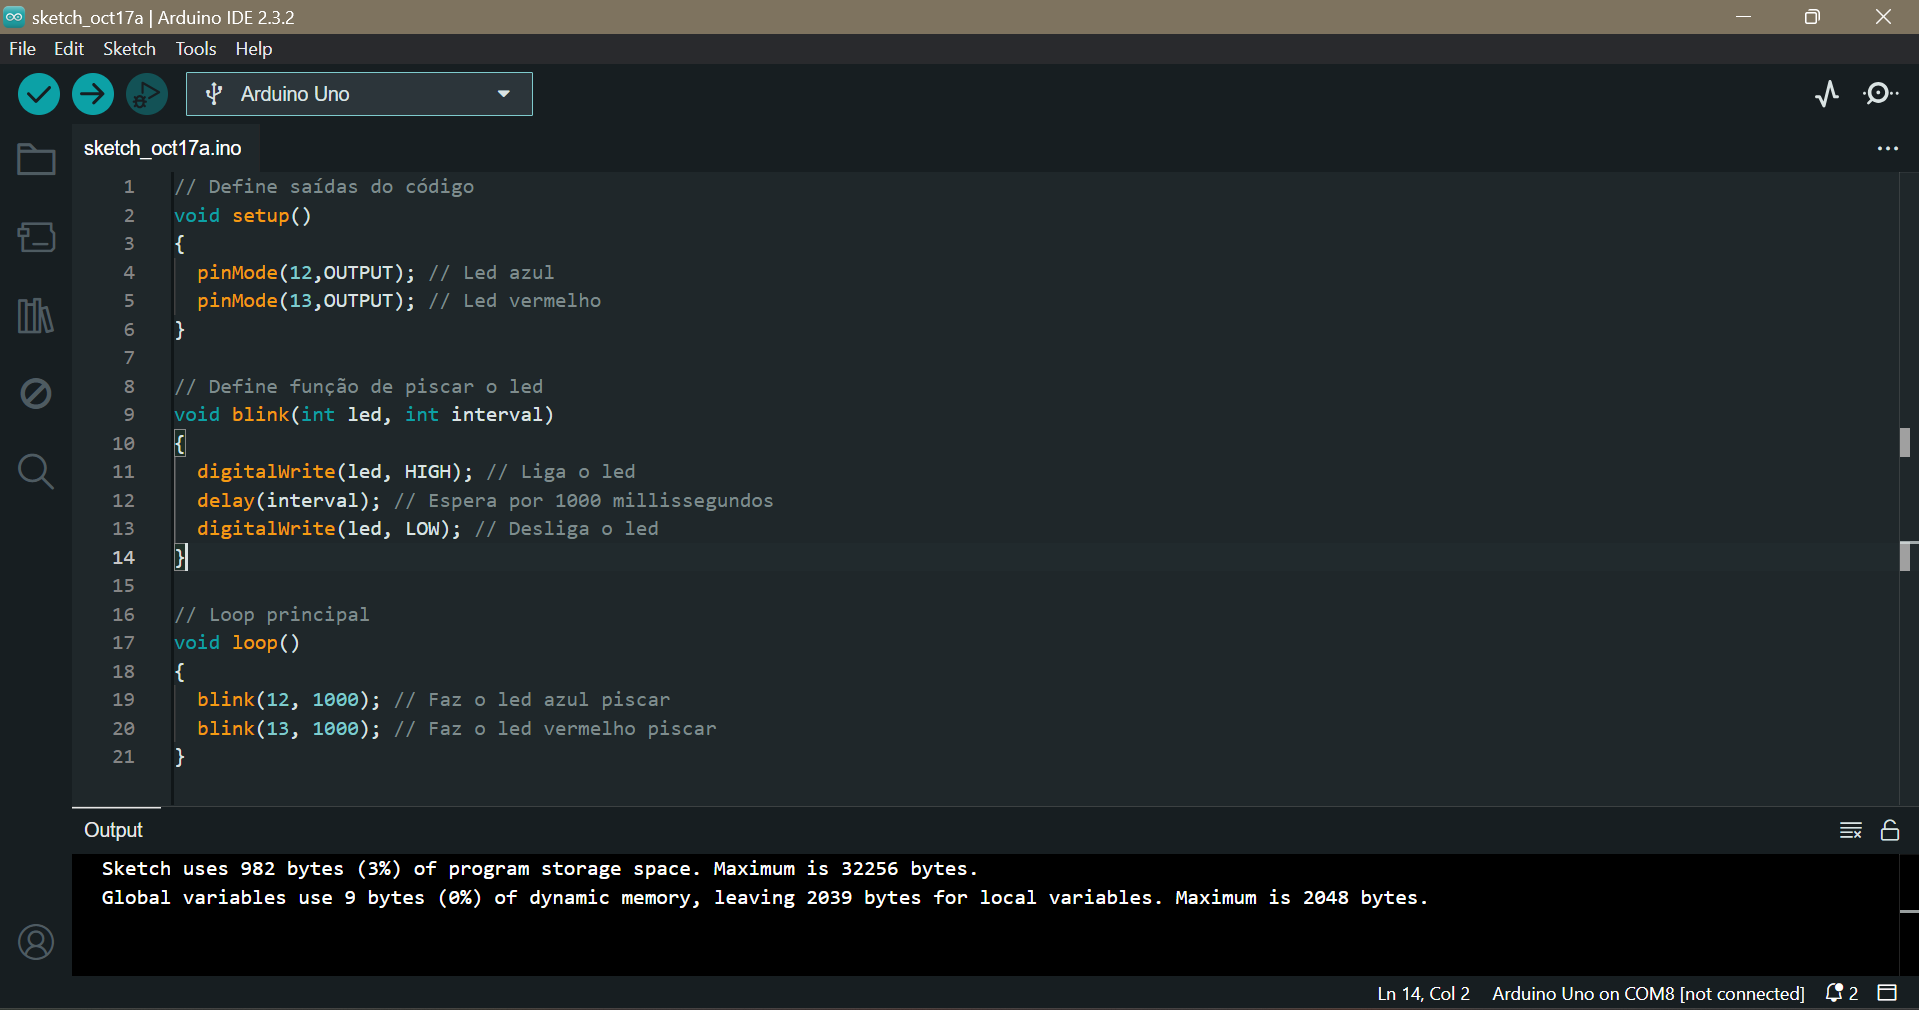 sketch_oct17a | Arduino IDE 2.3.2
File Edit Sketch Tools Help
Arduino Uno
sketch_oct17a.ino
1 // Define saídas do código
2 void setup()
3 {
4 pinMode(12,OUTPUT); // Led azul
5 pinMode(13,OUTPUT); // Led vermelho
6 }
7
8 // Define função de piscar o led
9 void blink(int led, int interval)
10 {
11 digitalWrite(led, HIGH); // Liga o led
12 delay(interval); // Espera por 1000 millissegundos
13 digitalWrite(led, LOW); // Desliga o led
14 }
15
16 // Loop principal
17 void loop()
18 {
19 blink(12, 1000); // Faz o led azul piscar
20 blink(13, 1000); // Faz o led vermelho piscar
21 }
Output
Sketch uses 982 bytes (3%) of program storage space. Maximum is 32256 bytes.
Global variables use 9 bytes (0%) of dynamic memory, leaving 2039 bytes for local variables. Maximum is 2048 bytes.
Ln 14, Col 2 Arduino Uno on COM8 [not connected] 2